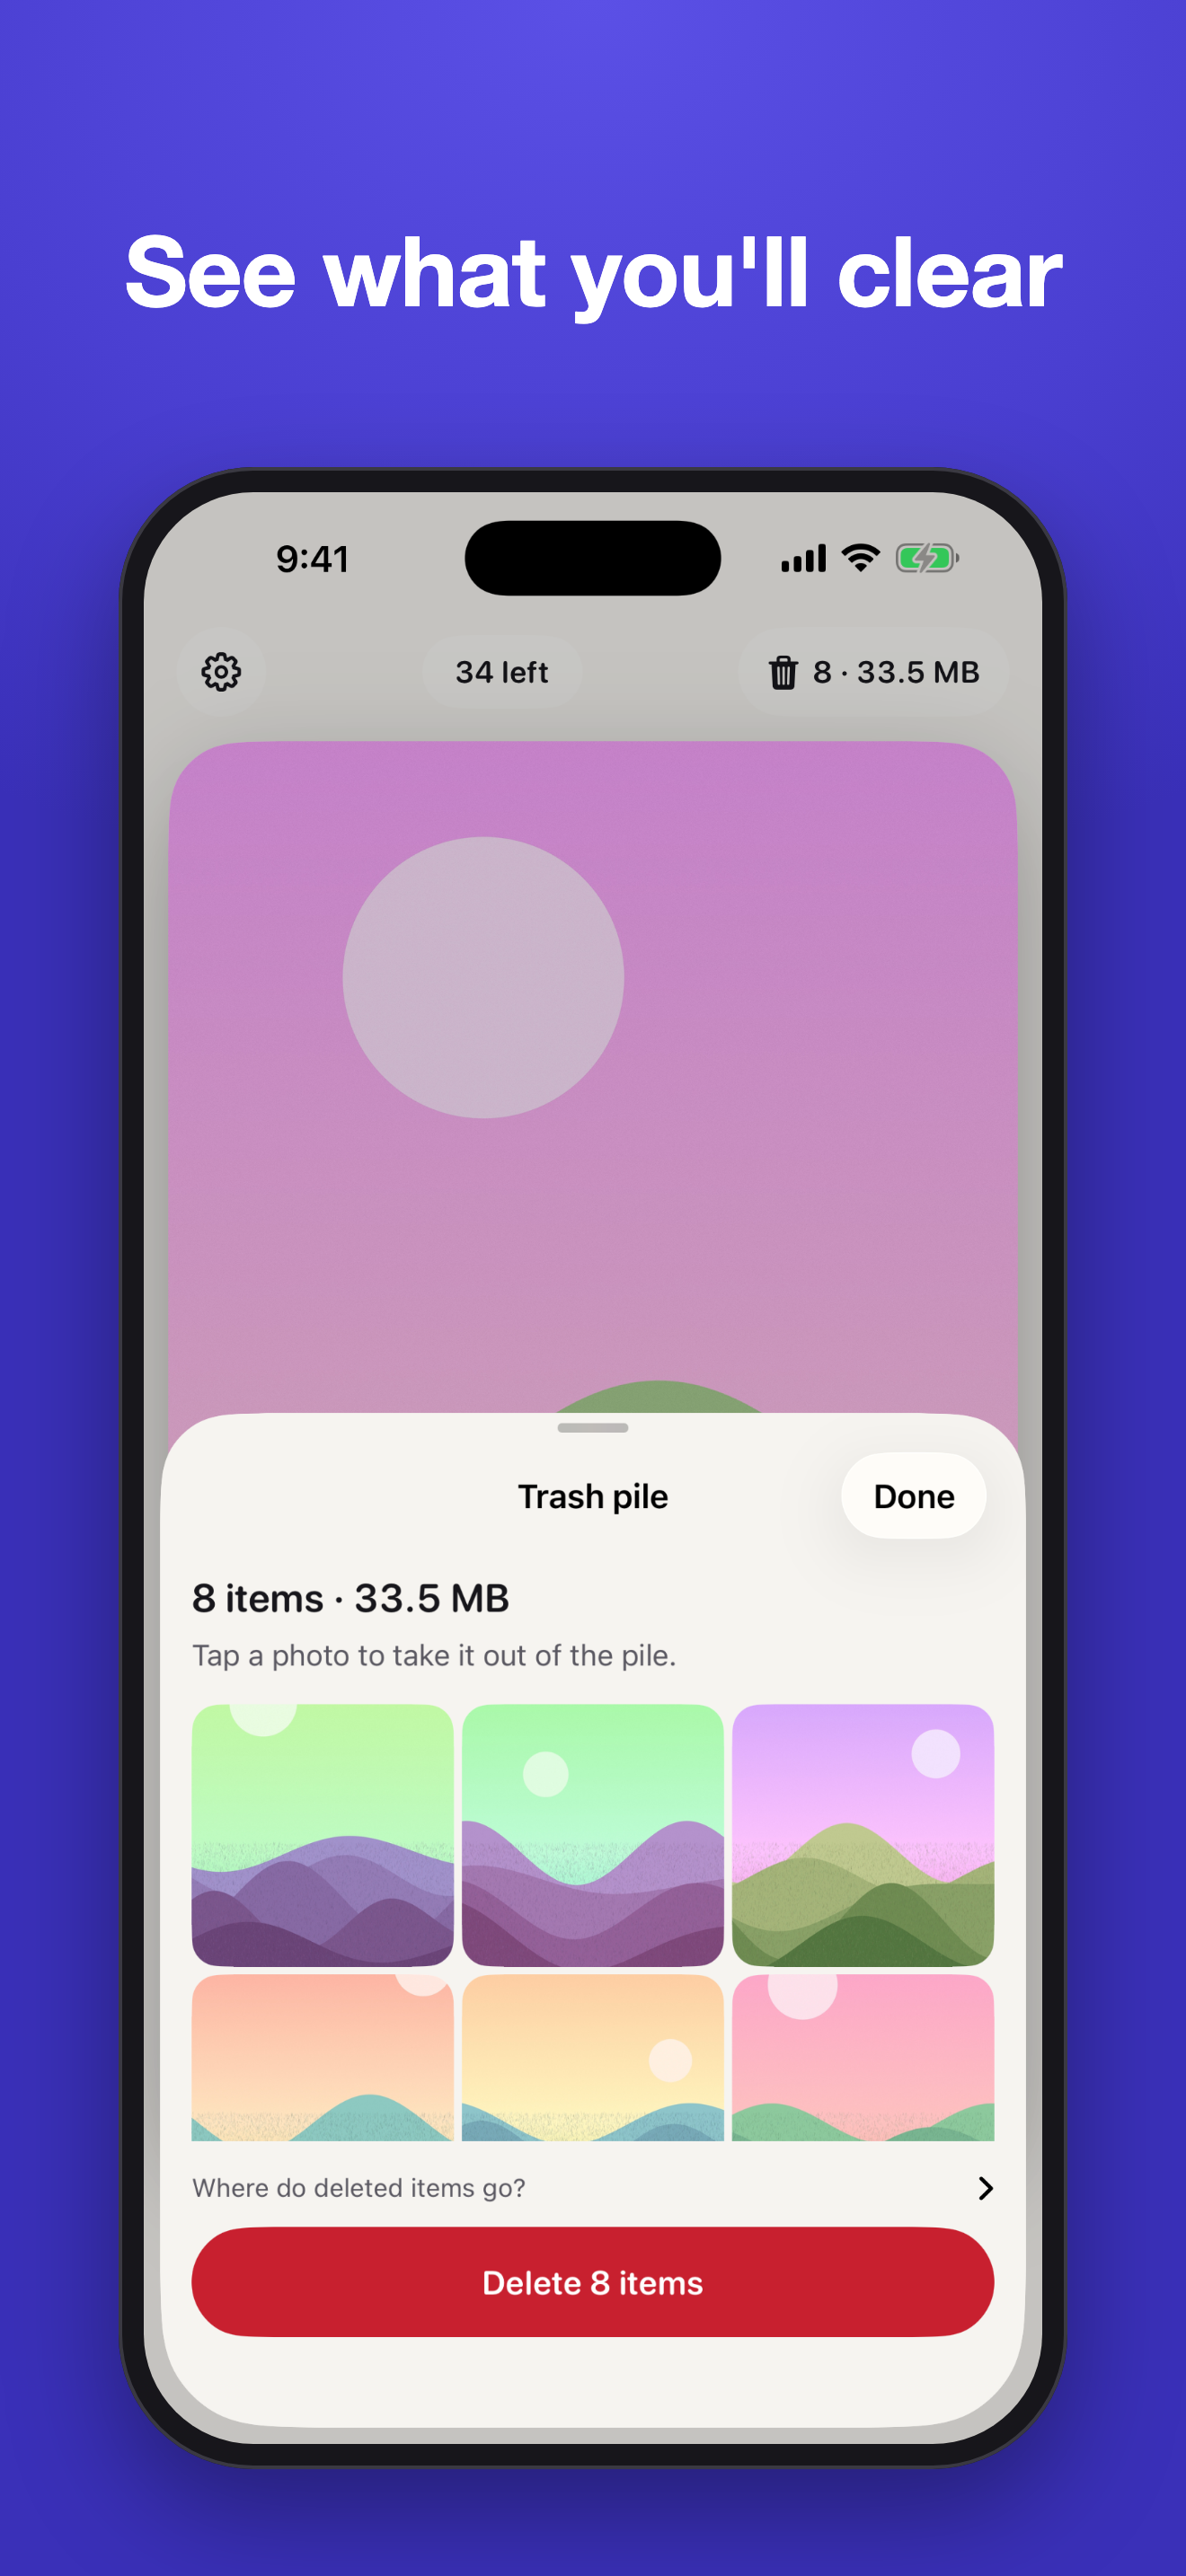 See what you'll clear
9:41
34 left
8 · 33.5 MB
Trash pile
Done
8 items · 33.5 MB
Tap a photo to take it out of the pile.
Where do deleted items go?
Delete 8 items